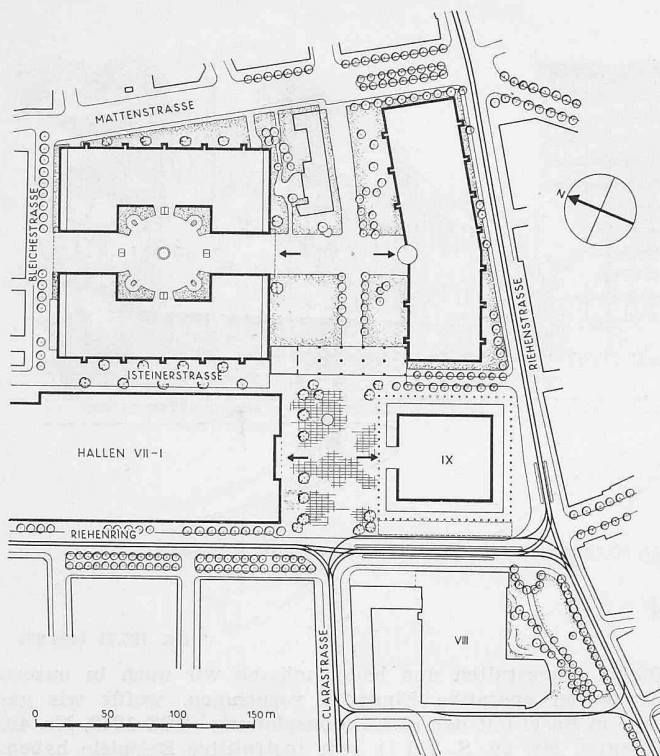 MATTENSTRASSE
BLEICHESTRASSE
N
RIEHENSTRASSE
ISTEINERSTRASSE
HALLEN VII-I
IX
RIEHENRING
CLARASTRASSE
VIII
0 50 100 150 m